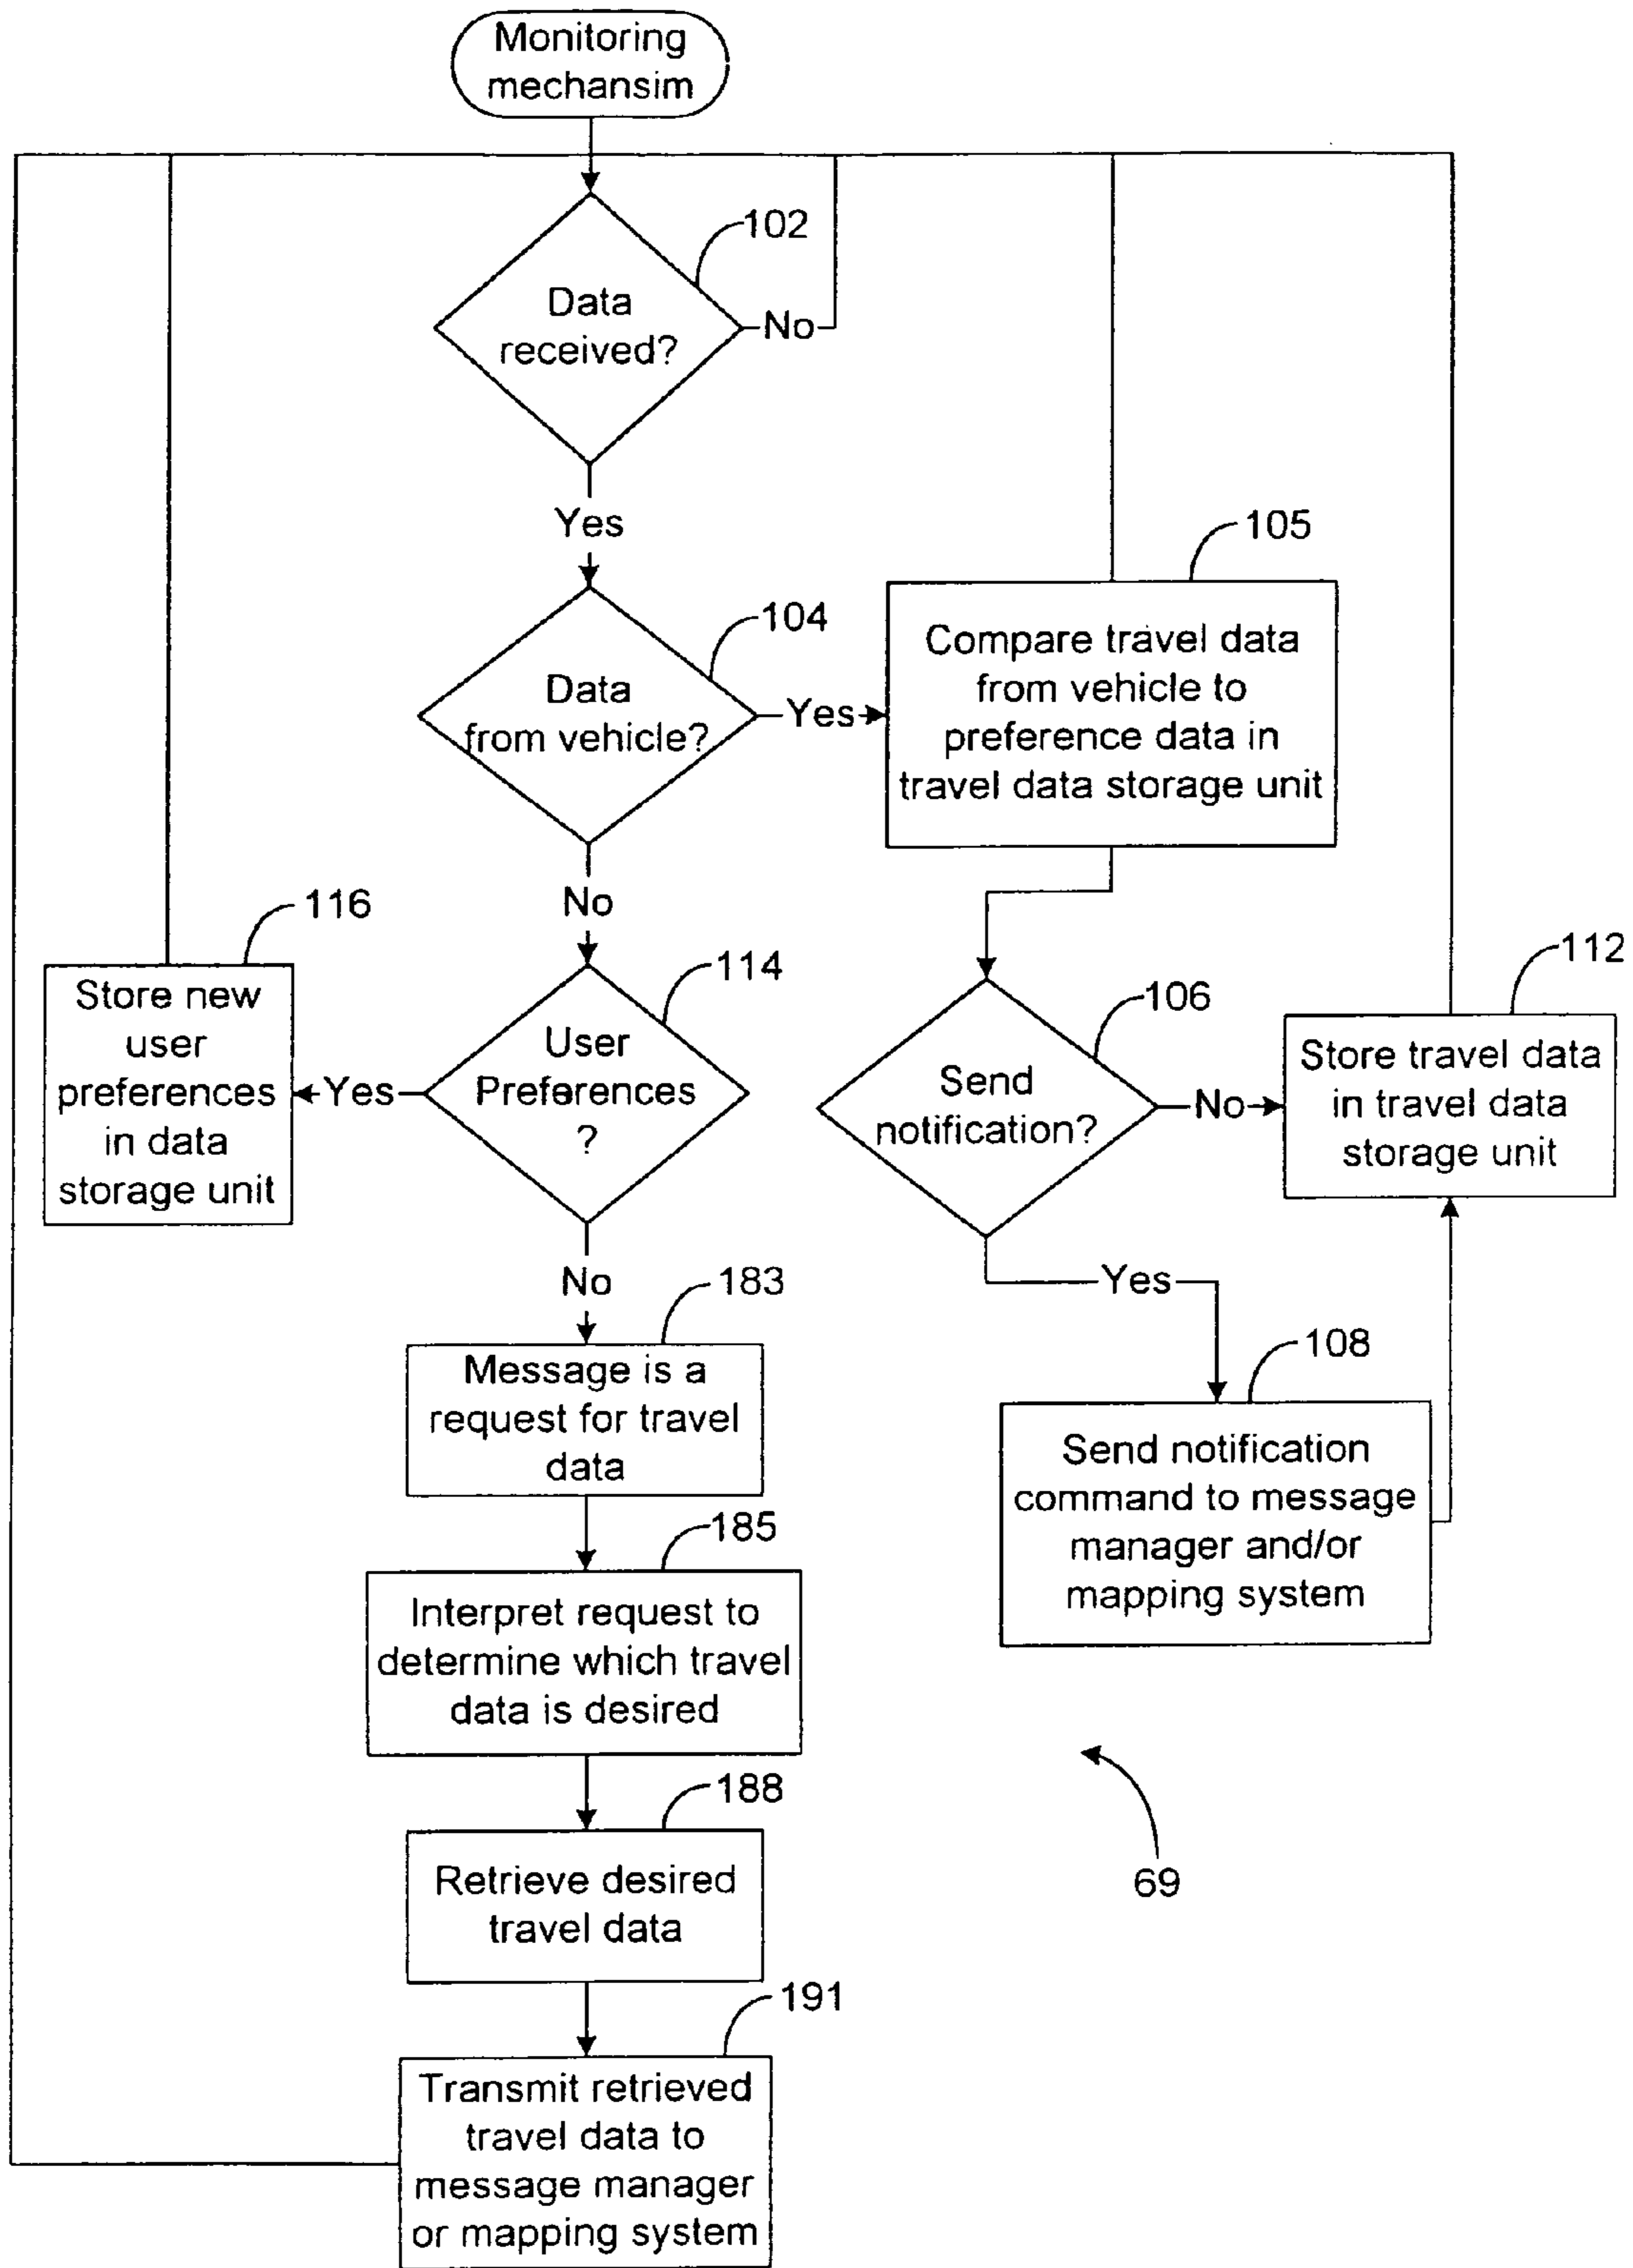 Monitoring
mechansim
102
Data
received?
No
Yes
104
Data
from vehicle?
Yes
105
Compare travel data
from vehicle to
preference data in
travel data storage unit
No
116
Store new
user
preferences
in data
storage unit
Yes
114
User
Preferences
?
106
Send
notification?
No
112
Store travel data
in travel data
storage unit
No
Yes
183
Message is a
request for travel
data
108
Send notification
command to message
manager and/or
mapping system
185
Interpret request to
determine which travel
data is desired
188
Retrieve desired
travel data
69
191
Transmit retrieved
travel data to
message manager
or mapping system